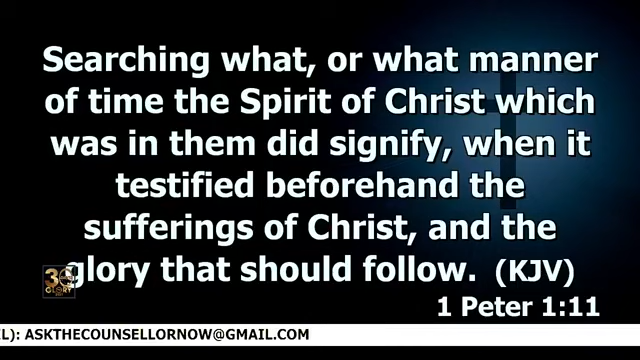 Searching what, or what manner
of time the Spirit of Christ which
was in them did signify, when it
testified beforehand the
sufferings of Christ, and the
glory that should follow. (KJV)
1 Peter 1:11
30
GLORY
L): ASKTHECOUNSELLORNOW@GMAIL.COM